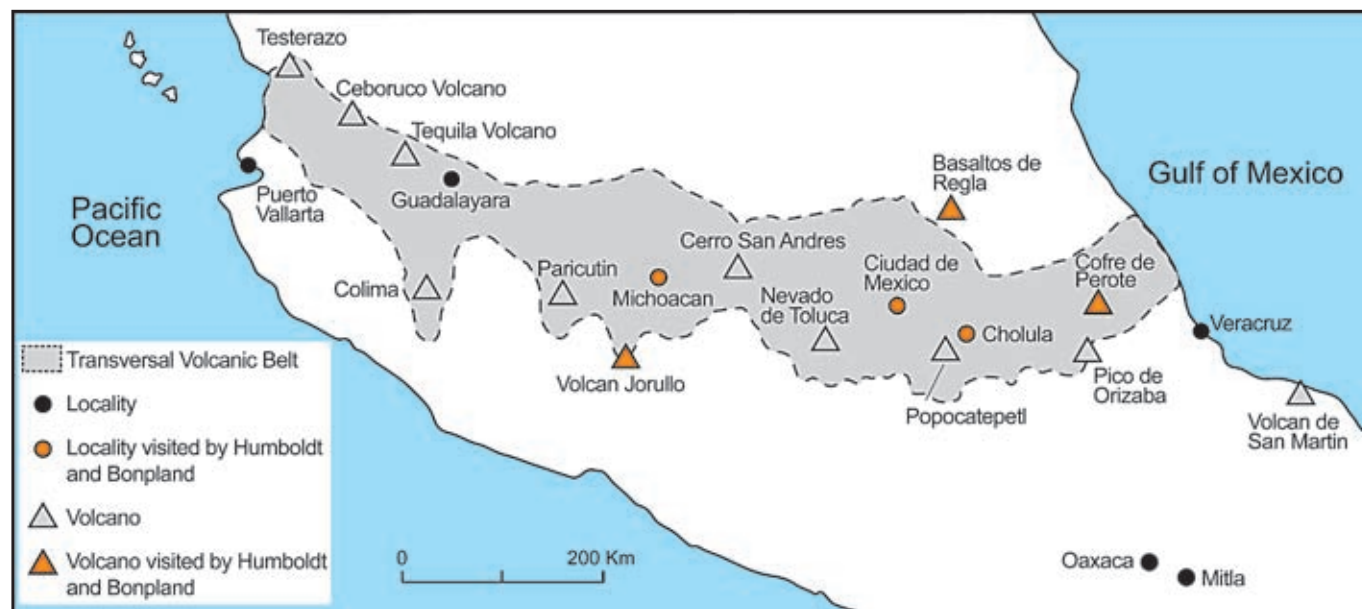 Testerazo
Ceboruco Volcano
Tequila Volcano
Basaltos de
Regla
Gulf of Mexico
Puerto
Vallarta
Guadalayara
Pacific
Ocean
Cerro San Andres
Ciudad de
Mexico
Cofre de
Perote
Colima
Paricutin
Michoacan
Nevado
de Toluca
Cholula
Veracruz
Volcan Jorullo
Popocatepetl
Pico de
Orizaba
Volcan de
San Martin
Transversal Volcanic Belt
Locality
Locality visited by Humboldt
and Bonpland
Volcano
Volcano visited by Humboldt
and Bonpland
0 200 Km
Oaxaca
Mitla